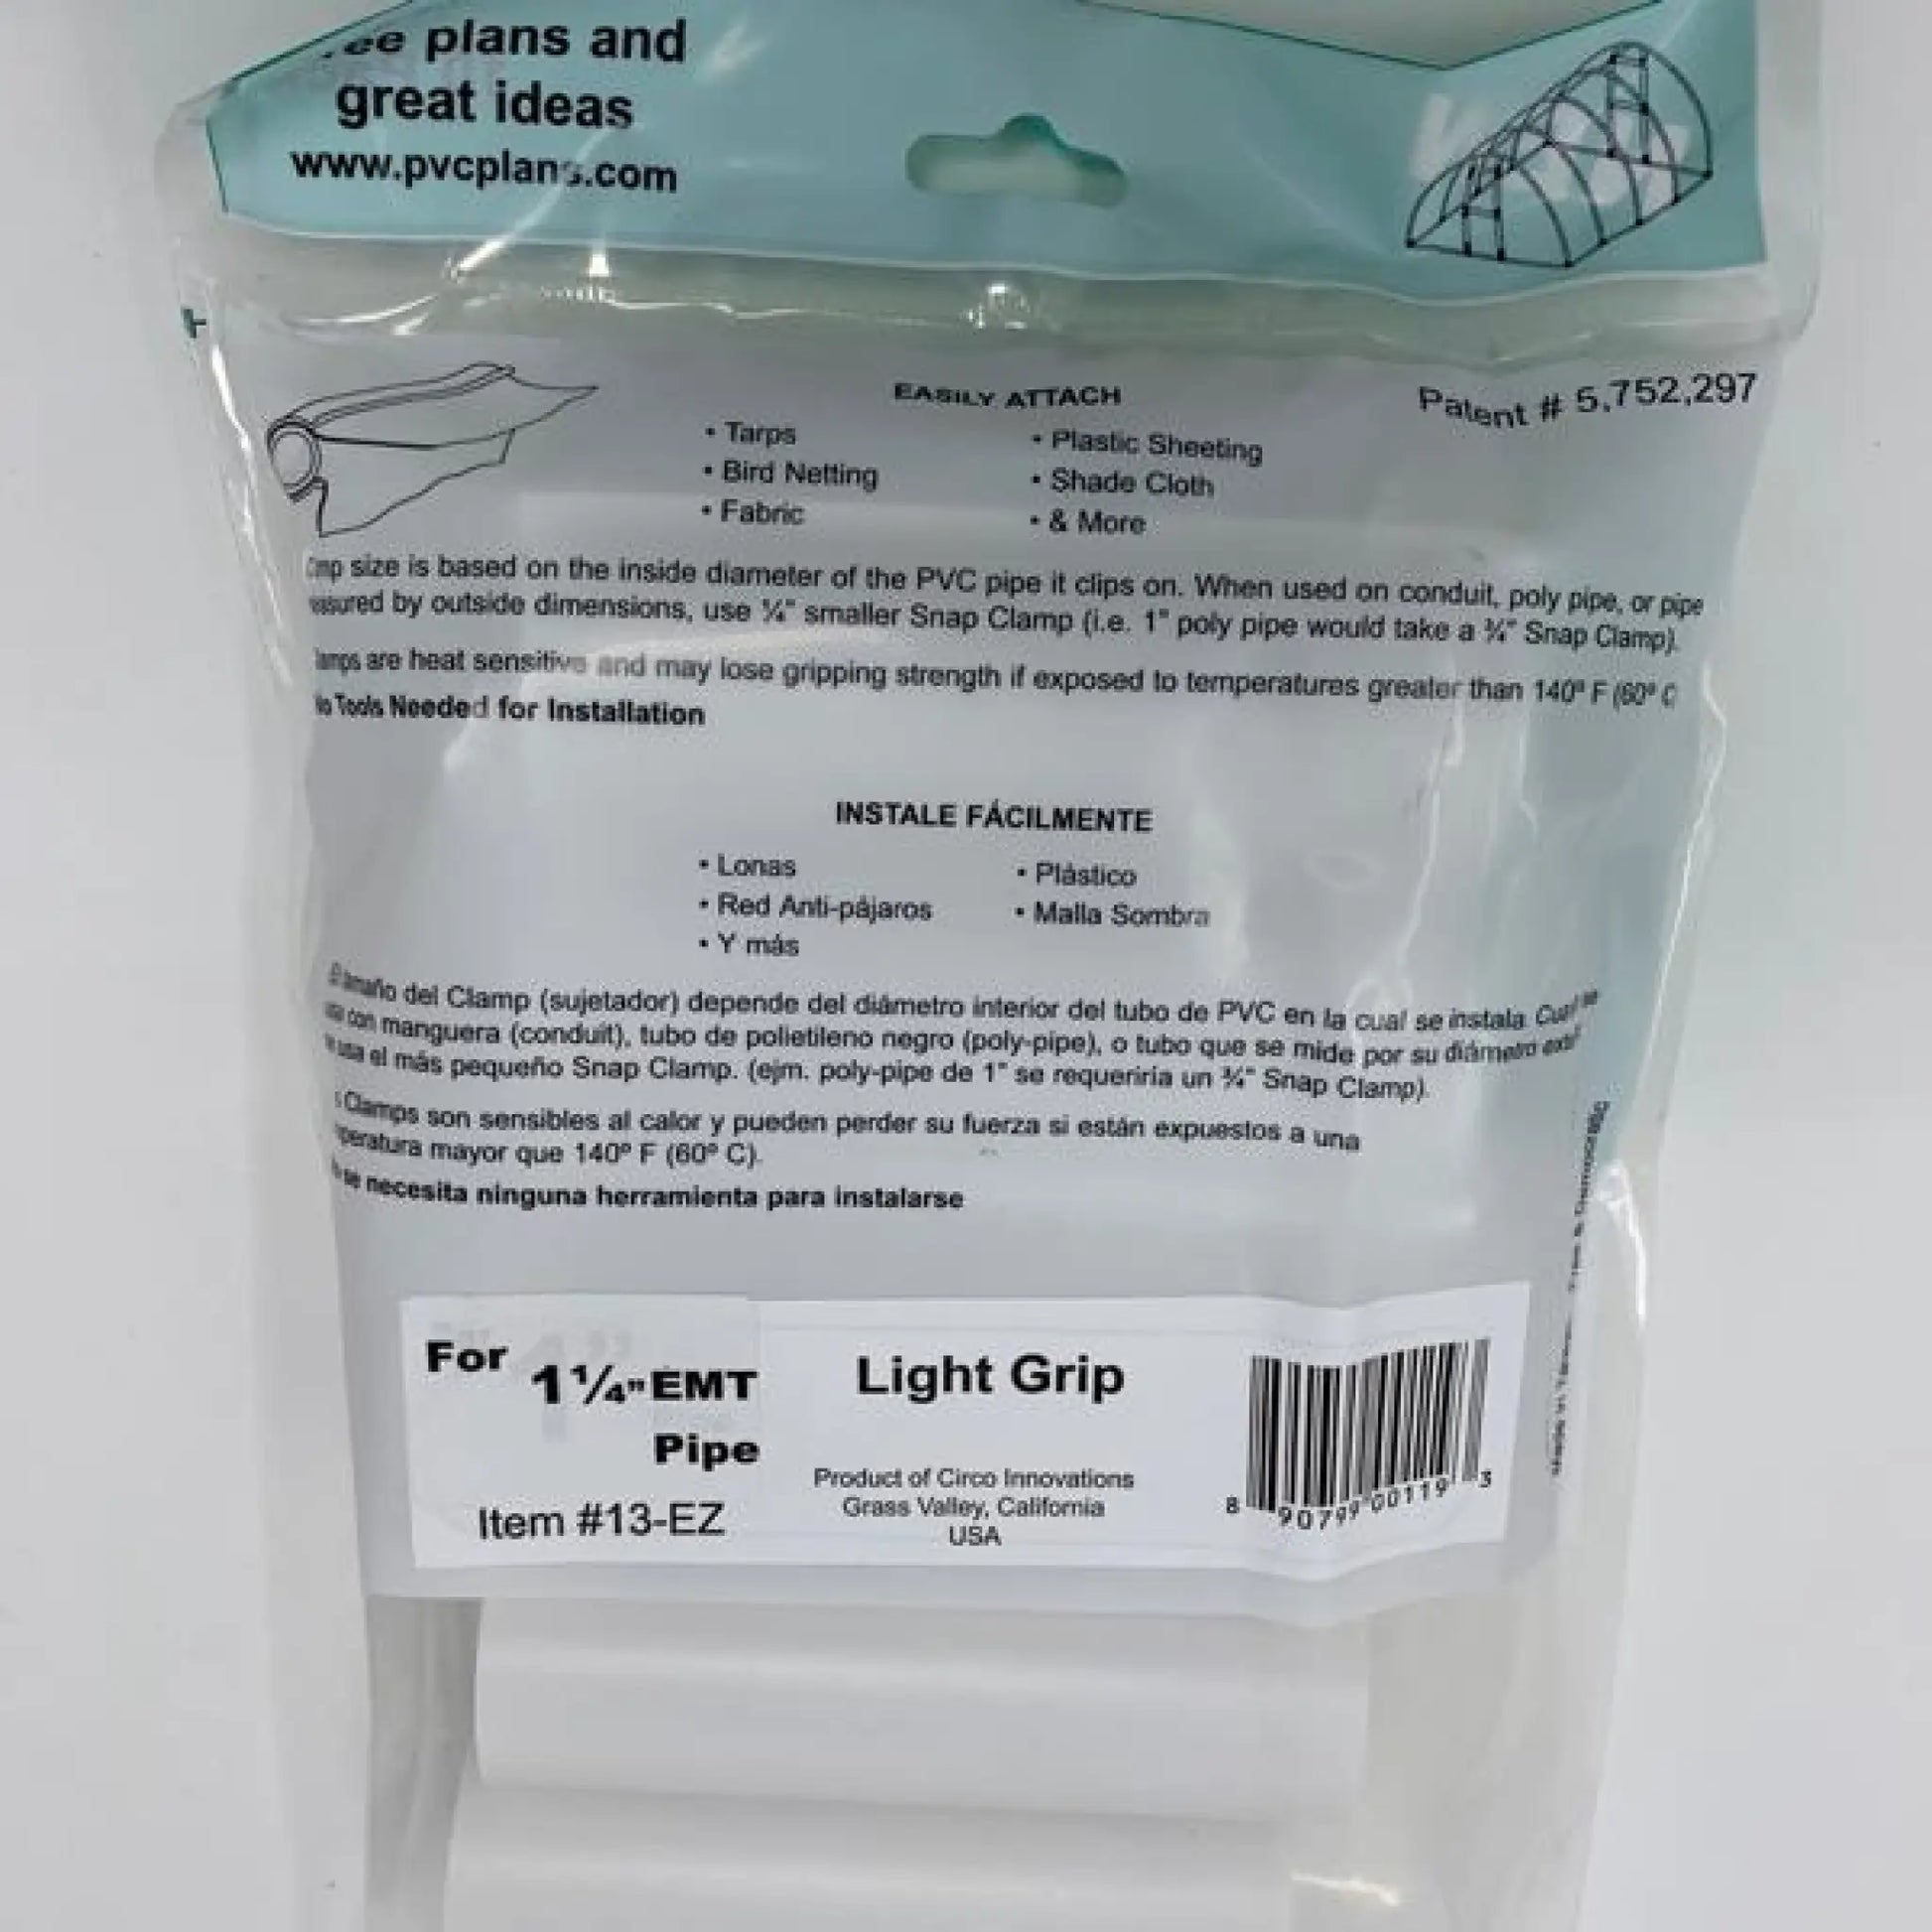 plans and
great ideas
www.pvcplans.com
EASILY ATTACH
Patent # 5,752,297
• Tarps
• Plastic Sheeting
• Bird Netting
• Shade Cloth
• Fabric
• & More
size is based on the inside diameter of the PVC pipe it clips on. When used on conduit, poly pipe, or pipe
by outside dimensions, use ¼" smaller Snap Clamp (i.e. 1" poly pipe would take a ¾" Snap Clamp).
are heat sensitive and may lose gripping strength if exposed to temperatures greater than 140º F (60º C
Tools Needed for Installation
INSTALE FÁCILMENTE
• Lonas
• Plástico
• Red Anti-pájaros
• Malla Sombra
• Y más
del Clamp (sujetador) depende del diámetro interior del tubo de PVC en la cual se instala
con manguera (conduit), tubo de polietileno negro (poly-pipe), o tubo que se mide por su diámetro
usa el más pequeño Snap Clamp. (ejm. poly-pipe de 1" se requeriría un ¾" Snap Clamp).
Clamps son sensibles al calor y pueden perder su fuerza si están expuestos a una
mayor que 140º F (60º C).
se necesita ninguna herramienta para instalarse
For 1¼" EMT
Pipe
Item #13-EZ
Light Grip
Product of Circo Innovations
Grass Valley, California
USA
8 90799 00119 3